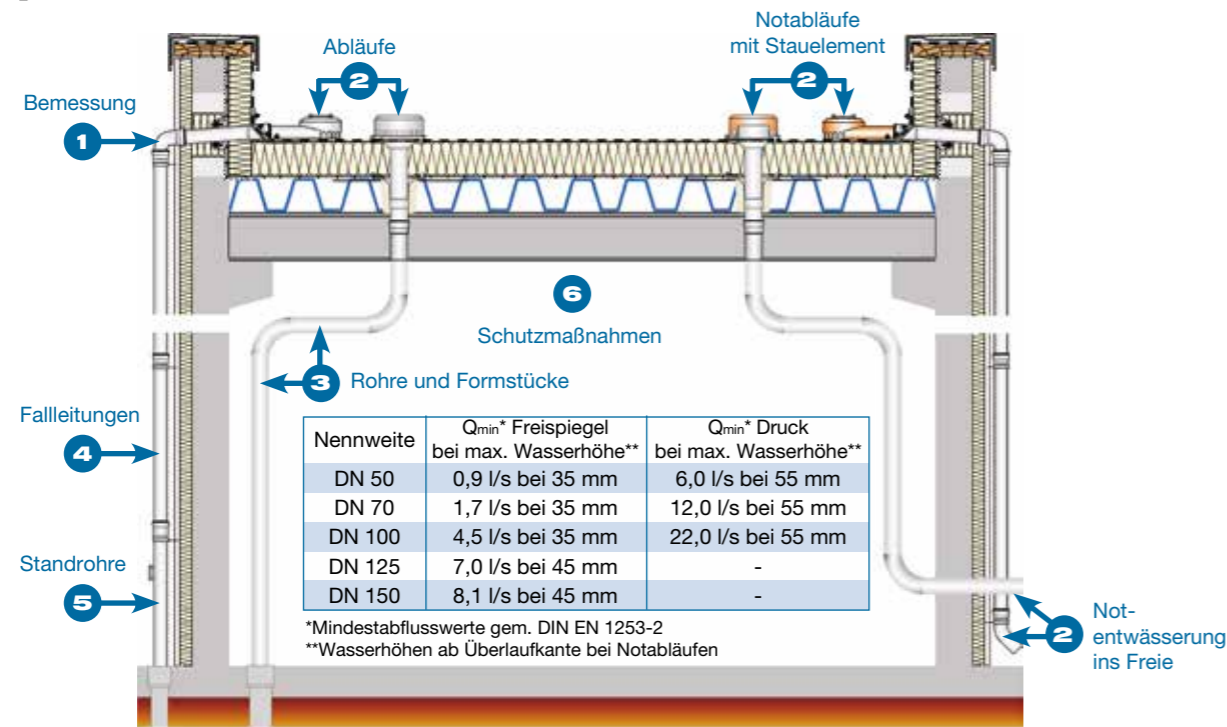 Abläufe
2
Notabläufe
mit Stauelement
2
Bemessung
1
6
Schutzmaßnahmen
3 Rohre und Formstücke
Fallleitungen
4
Standrohre
5
Nennweite | Qmin* Freispiegel bei max. Wasserhöhe** | Qmin* Druck bei max. Wasserhöhe**
DN 50 | 0,9 l/s bei 35 mm | 6,0 l/s bei 55 mm
DN 70 | 1,7 l/s bei 35 mm | 12,0 l/s bei 55 mm
DN 100 | 4,5 l/s bei 35 mm | 22,0 l/s bei 55 mm
DN 125 | 7,0 l/s bei 45 mm | -
DN 150 | 8,1 l/s bei 45 mm | -
*Mindestabflusswerte gem. DIN EN 1253-2
**Wasserhöhen ab Überlaufkante bei Notabläufen
2
Not-
entwässerung
ins Freie